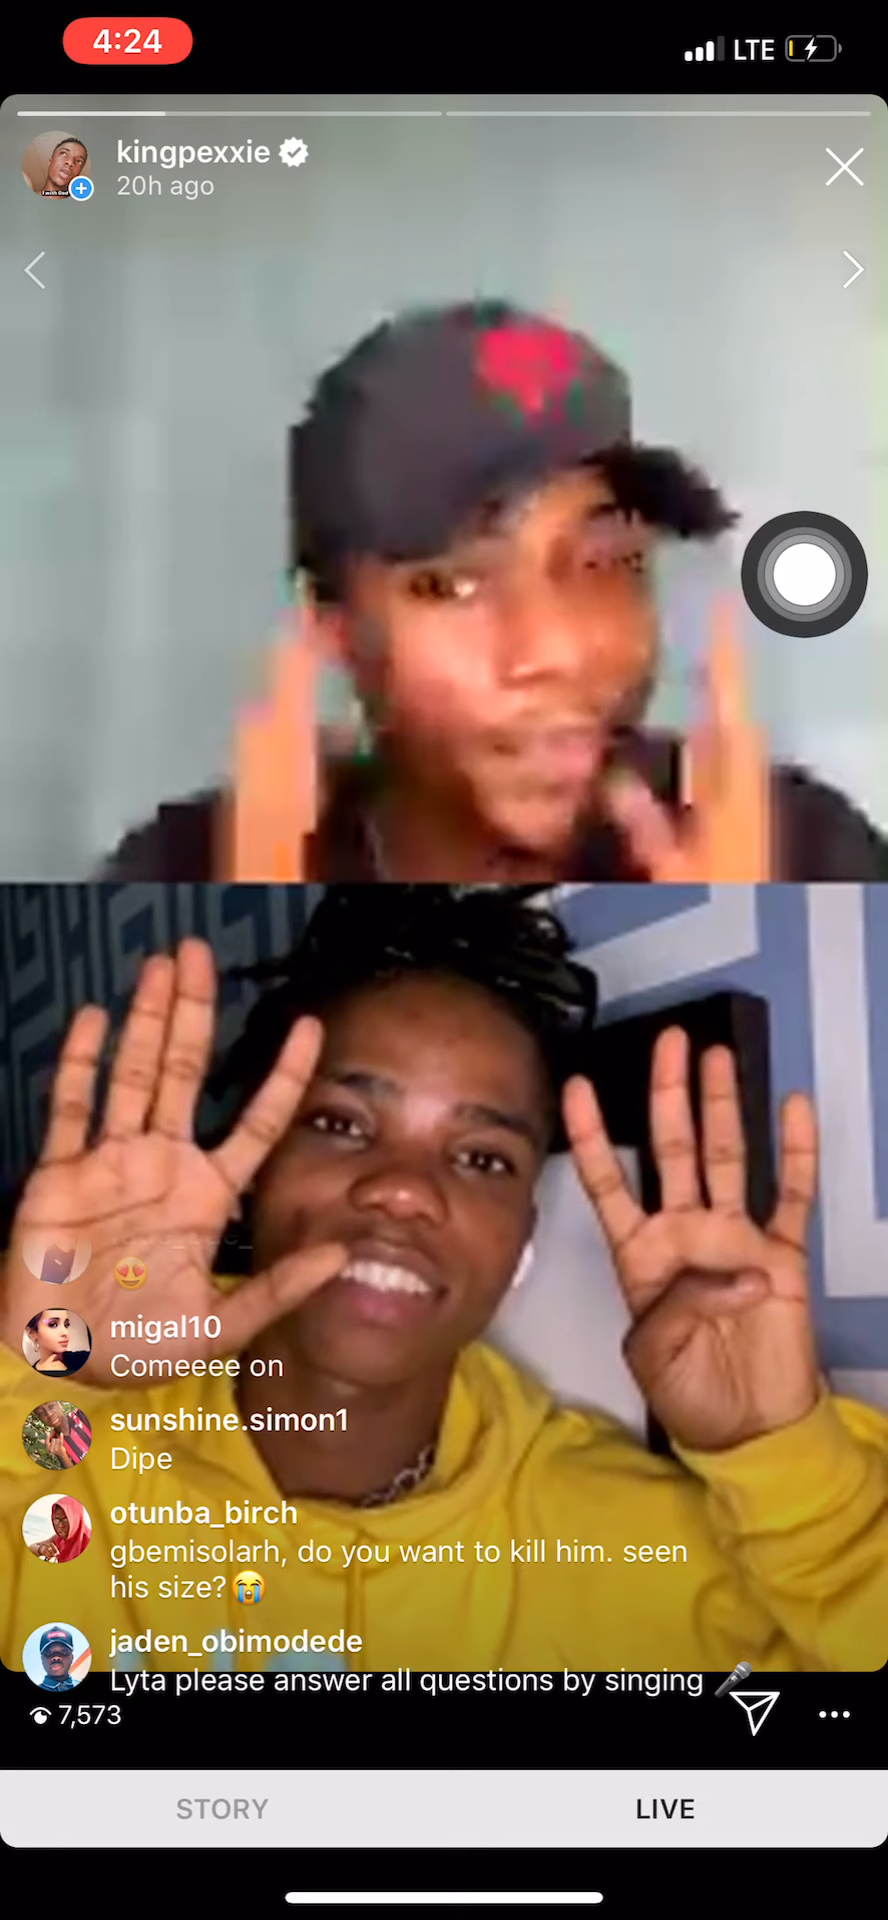 4:24
LTE
kingpexxie
20h ago
migal10
Comeeee on
sunshine.simon1
Dipe
otunba_birch
gbemisolarh, do you want to kill him. seen
his size?😭
jaden_obimodede
Lyta please answer all questions by singing 🎤
7,573
STORY
LIVE